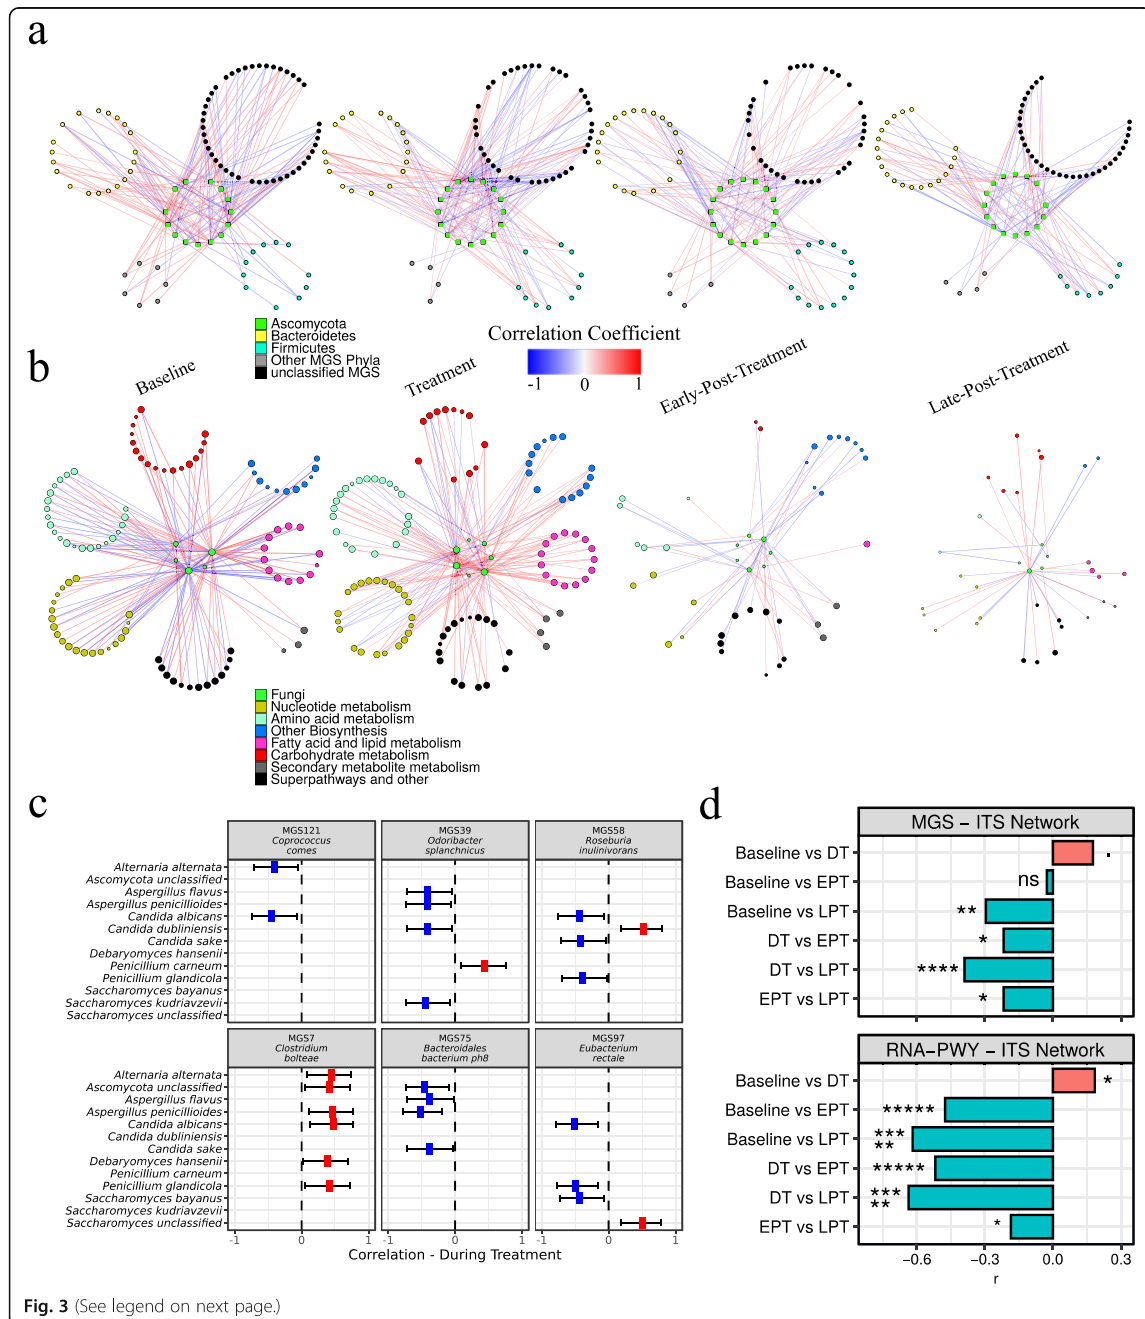 a
Ascomycota
Bacteroidetes
Firmicutes
Other MGS Phyla
unclassified MGS
Correlation Coefficient
-1 0 1
b
Baseline
Treatment
Early-Post-Treatment
Late-Post-Treatment
Fungi
Nucleotide metabolism
Amino acid metabolism
Other Biosynthesis
Fatty acid and lipid metabolism
Carbohydrate metabolism
Secondary metabolite metabolism
Superpathways and other
c
MGS121
Coprococcus
comes
MGS39
Odoribacter
splanchnicus
MGS58
Roseburia
inulinivorans
Alternaria alternata
Ascomycota unclassified
Aspergillus flavus
Aspergillus penicillioides
Candida albicans
Candida dubliniensis
Candida sake
Debaryomyces hansenii
Penicillium carneum
Penicillium glandicola
Saccharomyces bayanus
Saccharomyces kudriavzevii
Saccharomyces unclassified
MGS7
Clostridium
bolteae
MGS75
Bacteroidales
bacterium ph8
MGS97
Eubacterium
rectale
Alternaria alternata
Ascomycota unclassified
Aspergillus flavus
Aspergillus penicillioides
Candida albicans
Candida dubliniensis
Candida sake
Debaryomyces hansenii
Penicillium carneum
Penicillium glandicola
Saccharomyces bayanus
Saccharomyces kudriavzevii
Saccharomyces unclassified
-1 0 1 -1 0 1 -1 0 1
Correlation - During Treatment
d
MGS – ITS Network
Baseline vs DT .
Baseline vs EPT ns
Baseline vs LPT **
DT vs EPT *
DT vs LPT ****
EPT vs LPT *
RNA–PWY – ITS Network
Baseline vs DT *
Baseline vs EPT *****
Baseline vs LPT ***
**
DT vs EPT *****
DT vs LPT ***
**
EPT vs LPT *
−0.6 −0.3 0.0 0.3
r
Fig. 3 (See legend on next page.)